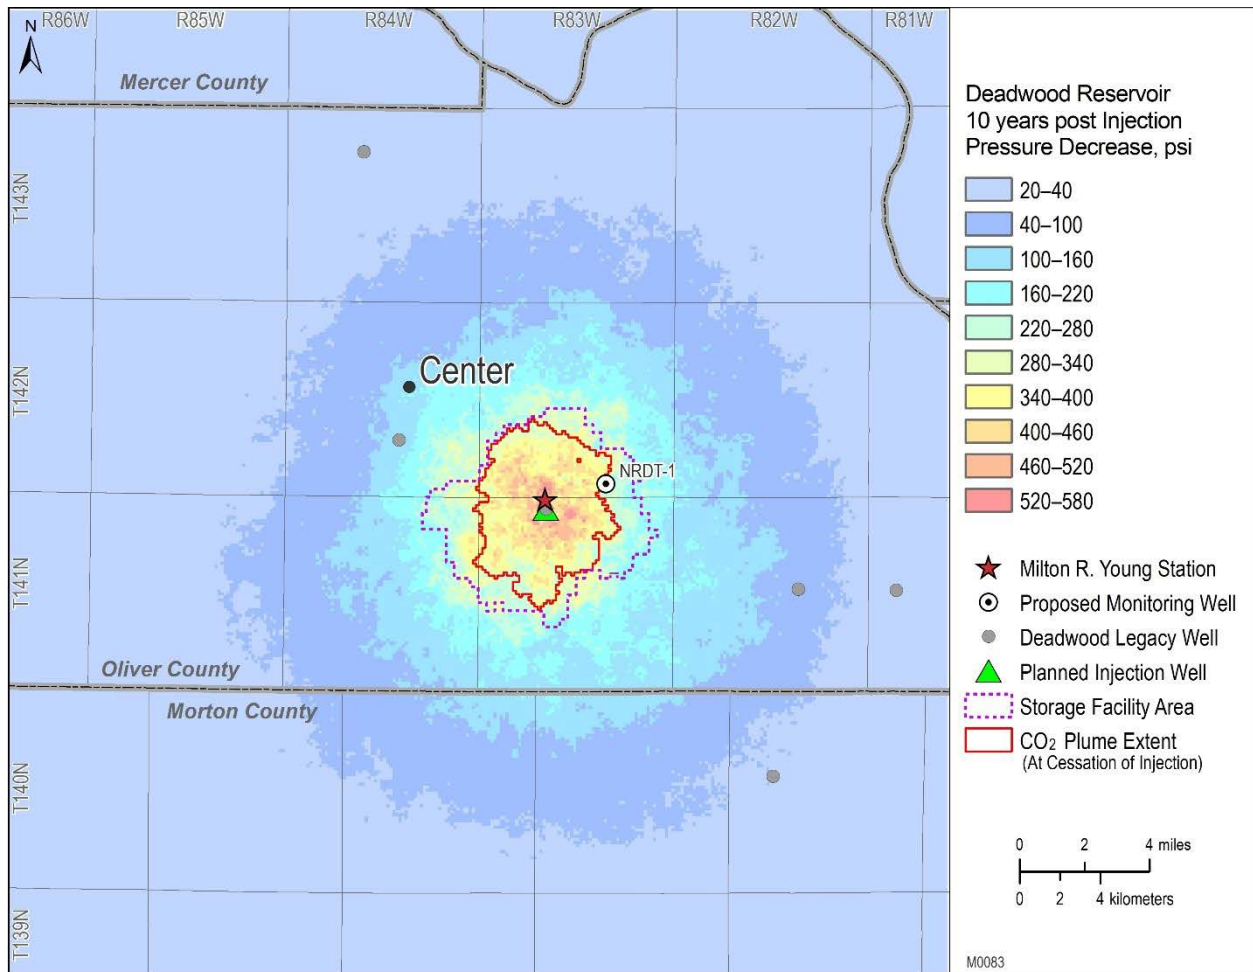 R86W
R85W
R84W
R83W
R82W
R81W
N
Mercer County
T143N
Center
T142N
NRDT-1
T141N
Oliver County
Morton County
T140N
T139N
Deadwood Reservoir
10 years post Injection
Pressure Decrease, psi
20–40
40–100
100–160
160–220
220–280
280–340
340–400
400–460
460–520
520–580
Milton R. Young Station
Proposed Monitoring Well
Deadwood Legacy Well
Planned Injection Well
Storage Facility Area
CO₂ Plume Extent
(At Cessation of Injection)
0 2 4 miles
0 2 4 kilometers
M0083